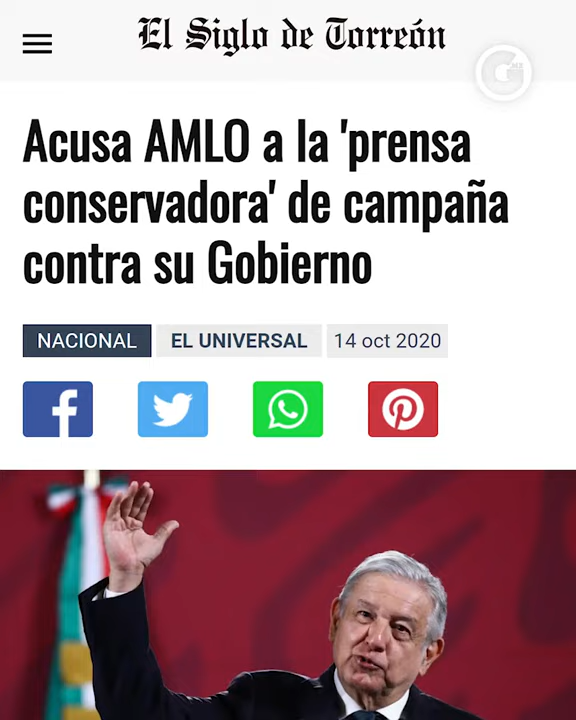 El Siglo de Torreón
Acusa AMLO a la 'prensa
conservadora' de campaña
contra su Gobierno
NACIONAL EL UNIVERSAL 14 oct 2020